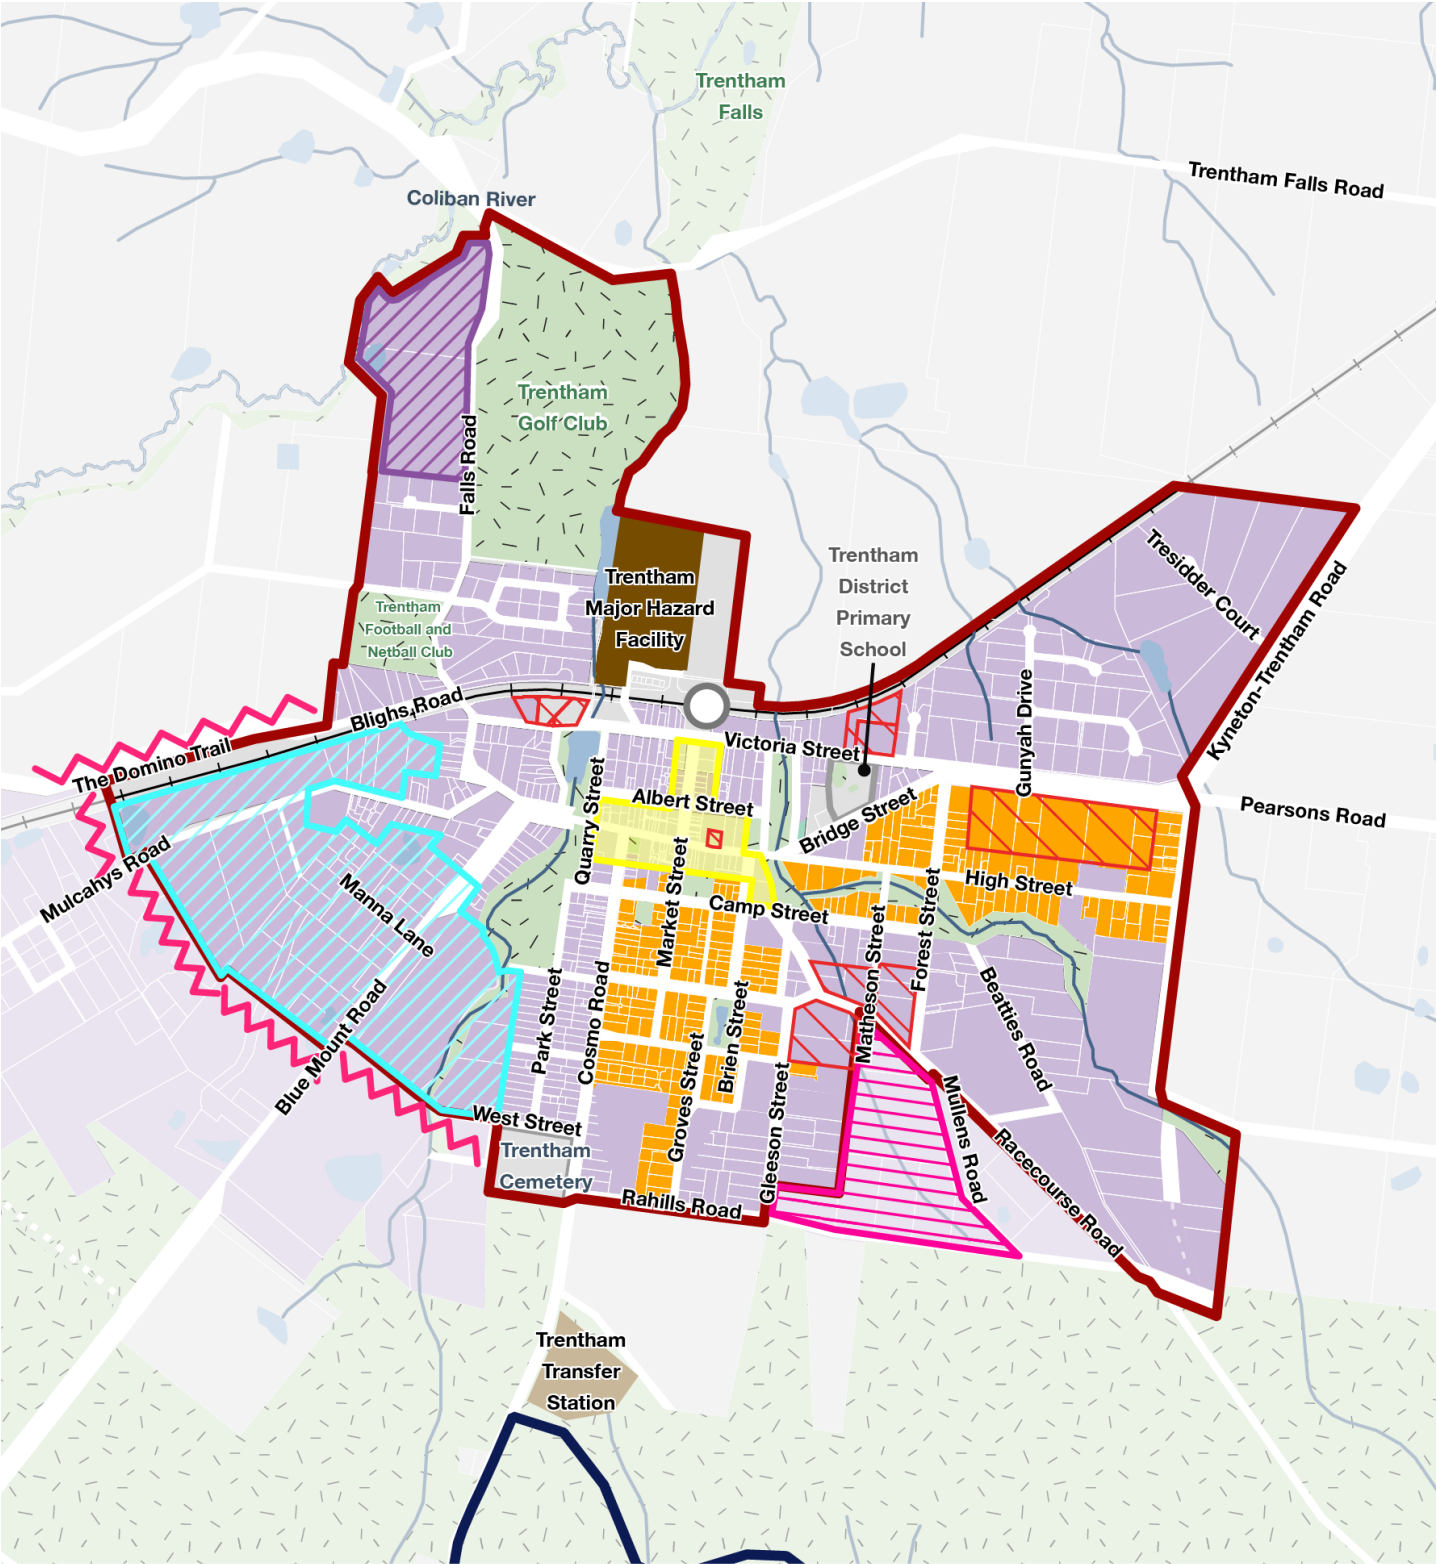 Trentham
Falls
Trentham Falls Road
Coliban River
Trentham
Golf Club
Falls Road
Trentham
Major Hazard
Facility
Trentham
District
Primary
School
Tresidder Court
Kyneton-Trentham Road
Trentham
Football and
Netball Club
Blighs Road
The Domino Trail
Gunyah Drive
Victoria Street
Albert Street
Bridge Street
Pearsons Road
Quarry Street
Market Street
High Street
Camp Street
Mulcahys Road
Manna Lane
Matheson Street
Forest Street
Beatties Road
Blue Mount Road
Park Street
Cosmo Road
Brien Street
Groves Street
Gleeson Street
Mullens Road
Racecourse Road
West Street
Trentham
Cemetery
Rahills Road
Trentham
Transfer
Station